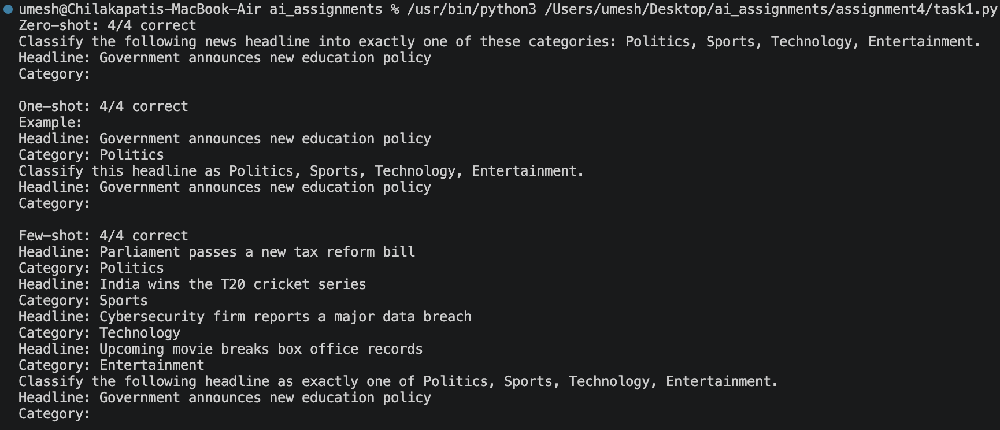 umesh@Chilakapatis-MacBook-Air ai_assignments % /usr/bin/python3 /Users/umesh/Desktop/ai_assignments/assignment4/task1.py
Zero-shot: 4/4 correct
Classify the following news headline into exactly one of these categories: Politics, Sports, Technology, Entertainment.
Headline: Government announces new education policy
Category:
One-shot: 4/4 correct
Example:
Headline: Government announces new education policy
Category: Politics
Classify this headline as Politics, Sports, Technology, Entertainment.
Headline: Government announces new education policy
Category:
Few-shot: 4/4 correct
Headline: Parliament passes a new tax reform bill
Category: Politics
Headline: India wins the T20 cricket series
Category: Sports
Headline: Cybersecurity firm reports a major data breach
Category: Technology
Headline: Upcoming movie breaks box office records
Category: Entertainment
Classify the following headline as exactly one of Politics, Sports, Technology, Entertainment.
Headline: Government announces new education policy
Category: